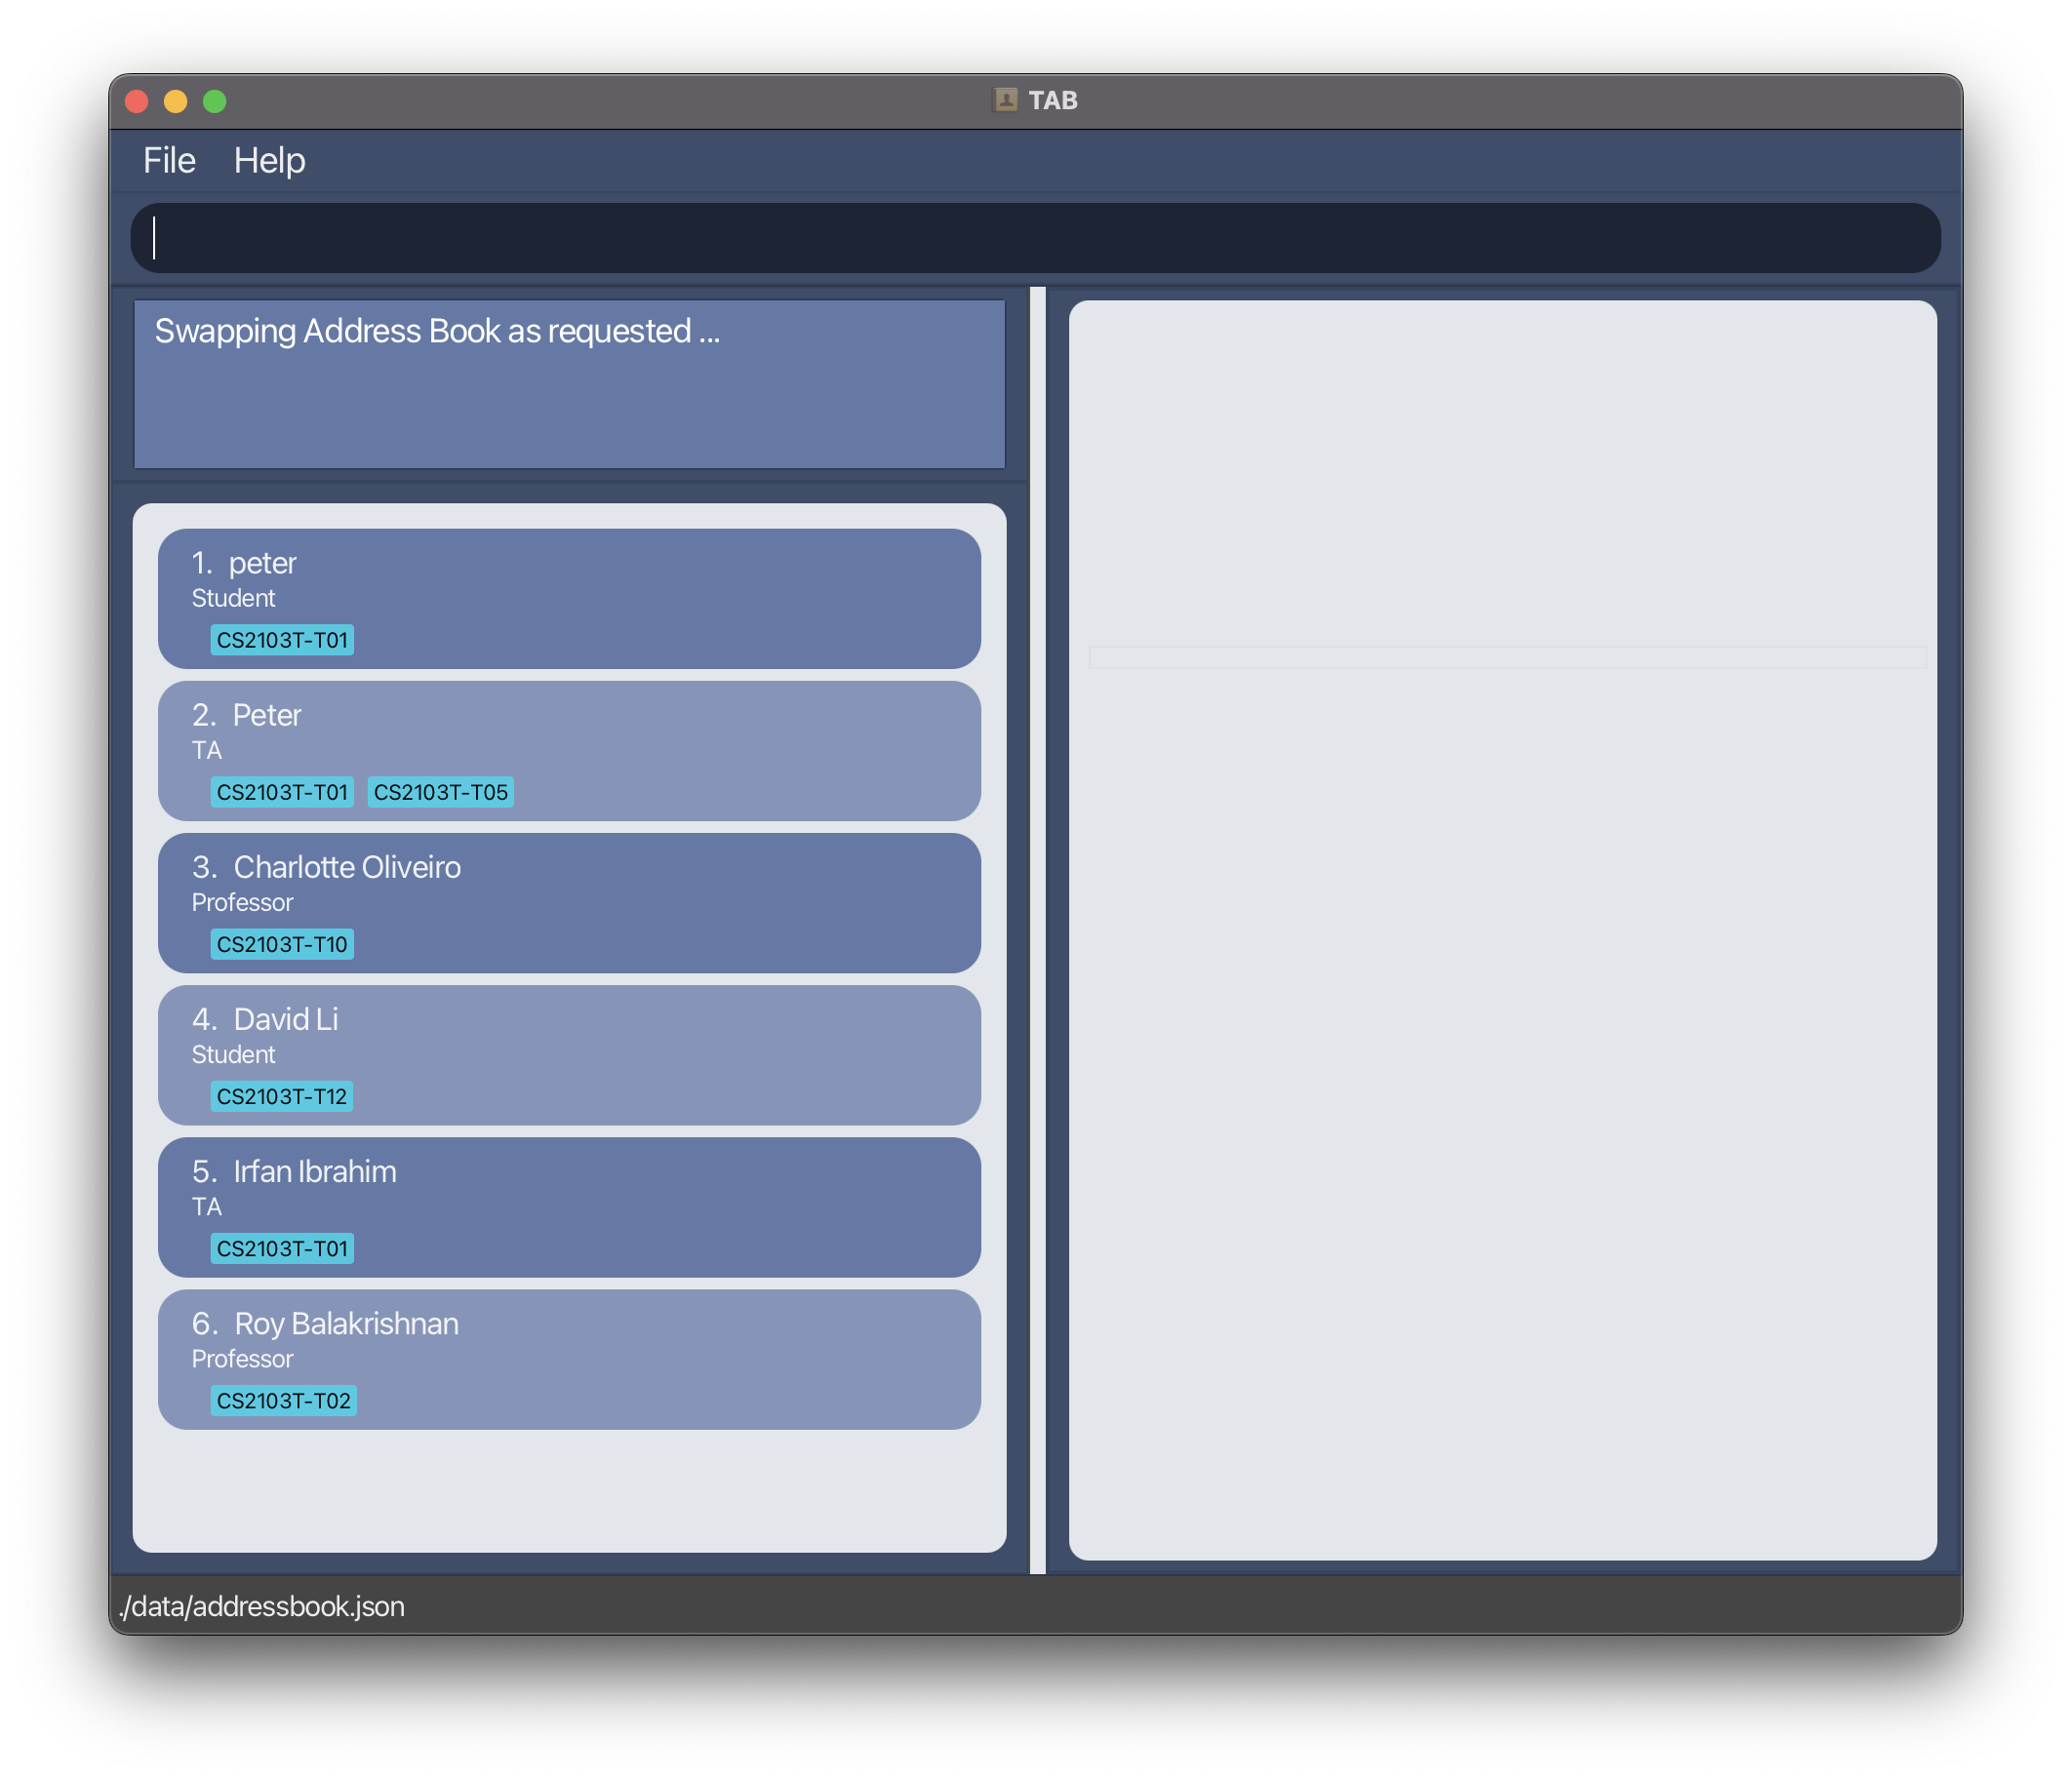 TAB
File Help
Swapping Address Book as requested ...
1. peter
Student
CS2103T-T01
2. Peter
TA
CS2103T-T01 CS2103T-T05
3. Charlotte Oliveiro
Professor
CS2103T-T10
4. David Li
Student
CS2103T-T12
5. Irfan Ibrahim
TA
CS2103T-T01
6. Roy Balakrishnan
Professor
CS2103T-T02
./data/addressbook.json